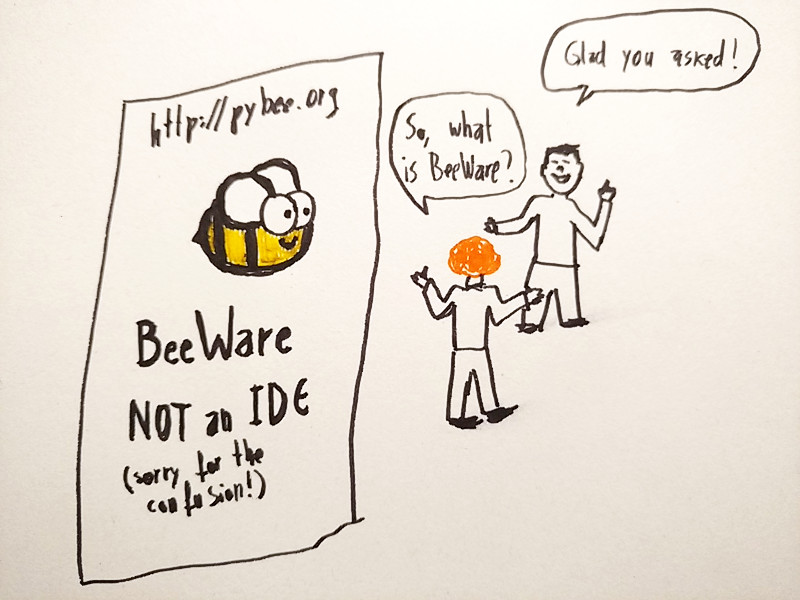 http://pybee.org
BeeWare
NOT an IDE
(sorry for the
confusion!)
So, what
is BeeWare?
Glad you asked!